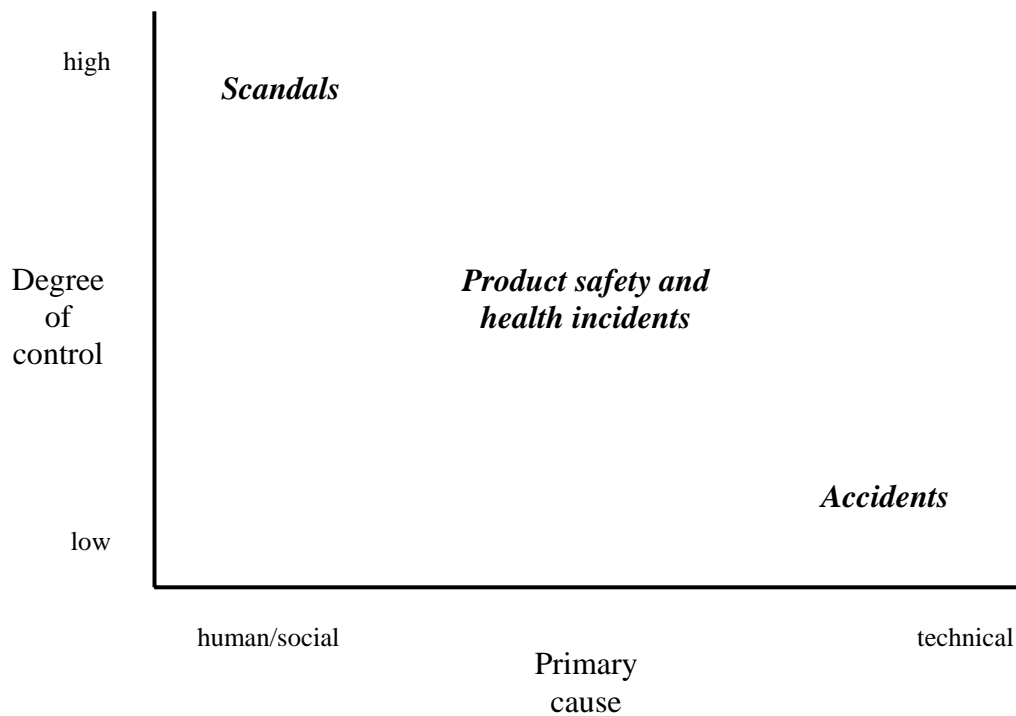 high
Scandals
Degree
of
control
Product safety and
health incidents
Accidents
low
human/social
technical
Primary
cause